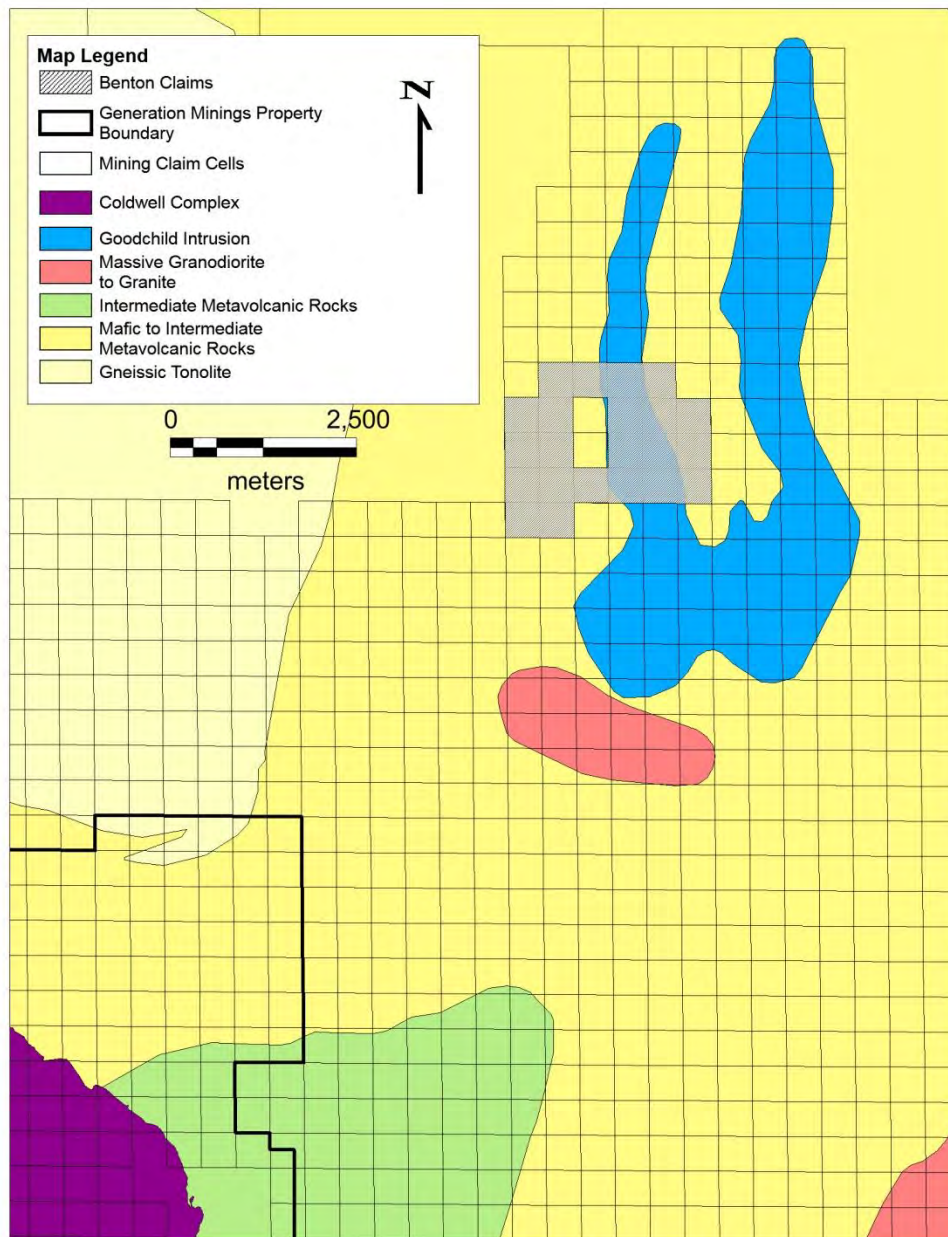 Map Legend
Benton Claims
Generation Minings Property
Boundary
Mining Claim Cells
Coldwell Complex
Goodchild Intrusion
Massive Granodiorite
to Granite
Intermediate Metavolcanic Rocks
Mafic to Intermediate
Metavolcanic Rocks
Gneissic Tonolite
N
0 2,500
meters